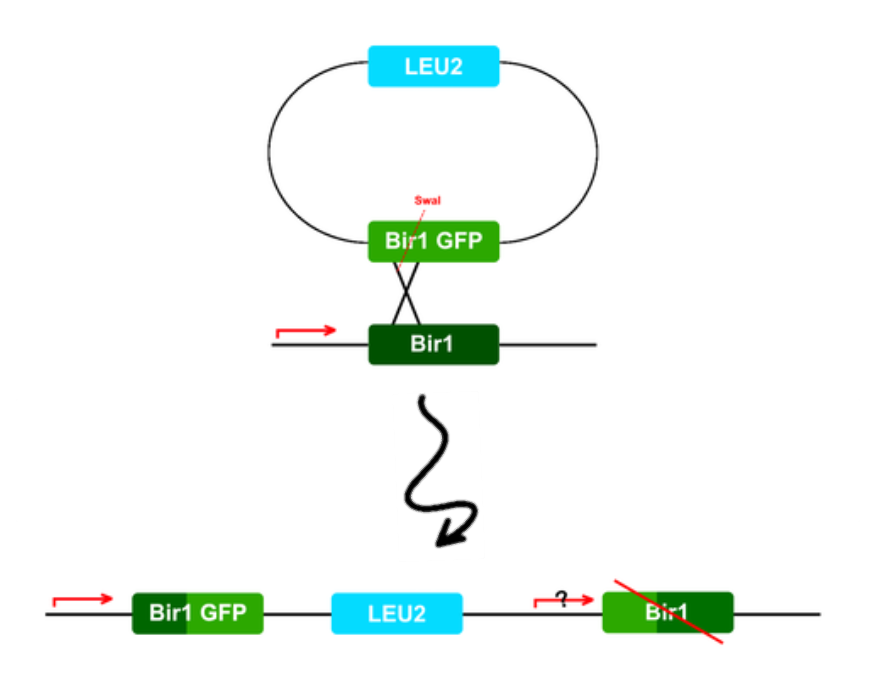 LEU2
SwaI
Bir1 GFP
Bir1
Bir1 GFP
LEU2
?
Bir1